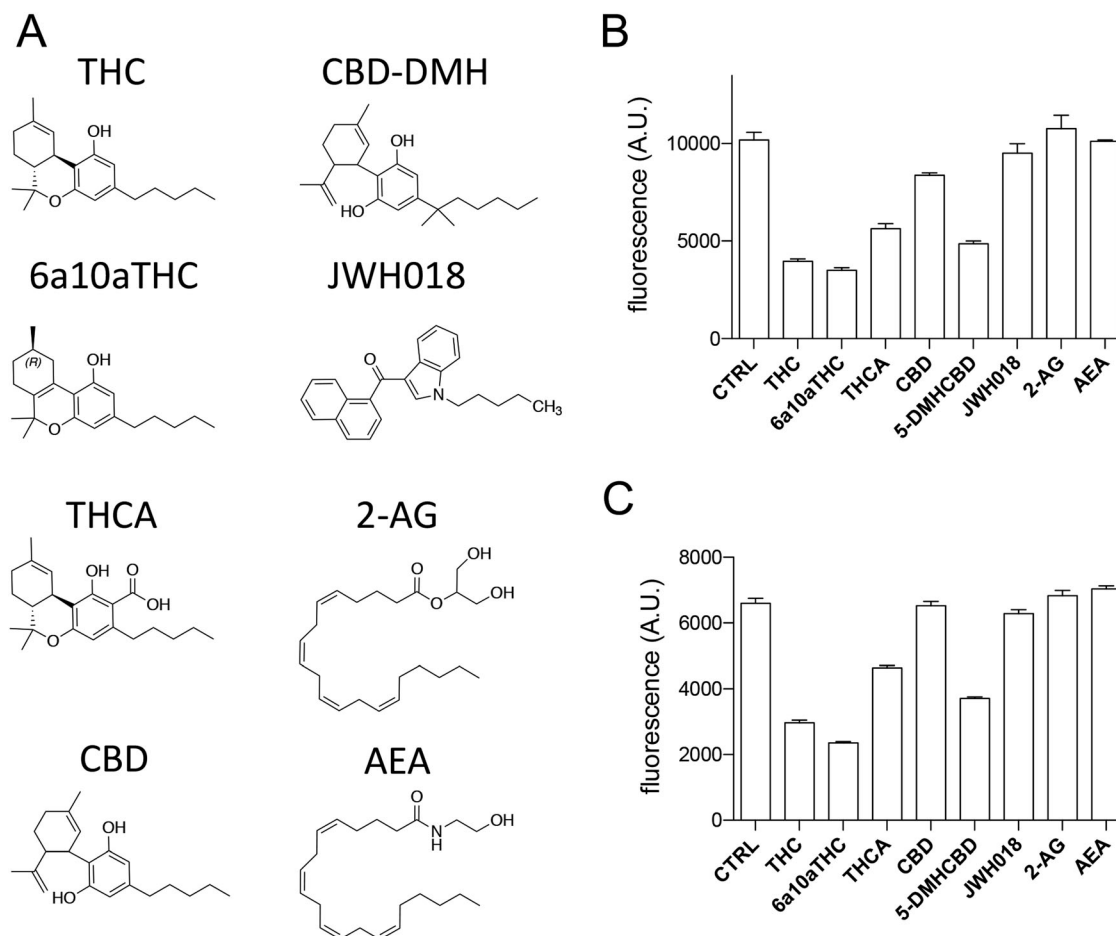 A
THC
CBD-DMH
OH
O
OH
HO
6a10aTHC
JWH018
(R)
OH
O
O
N
CH3
THCA
2-AG
OH
O
OH
O
O
O
OH
OH
CBD
AEA
OH
HO
O
N
H
OH
B
fluorescence (A.U.)
10000
5000
0
CTRL
THC
6a10aTHC
THCA
CBD
5-DMHCBD
JWH018
2-AG
AEA
C
fluorescence (A.U.)
8000
6000
4000
2000
0
CTRL
THC
6a10aTHC
THCA
CBD
5-DMHCBD
JWH018
2-AG
AEA